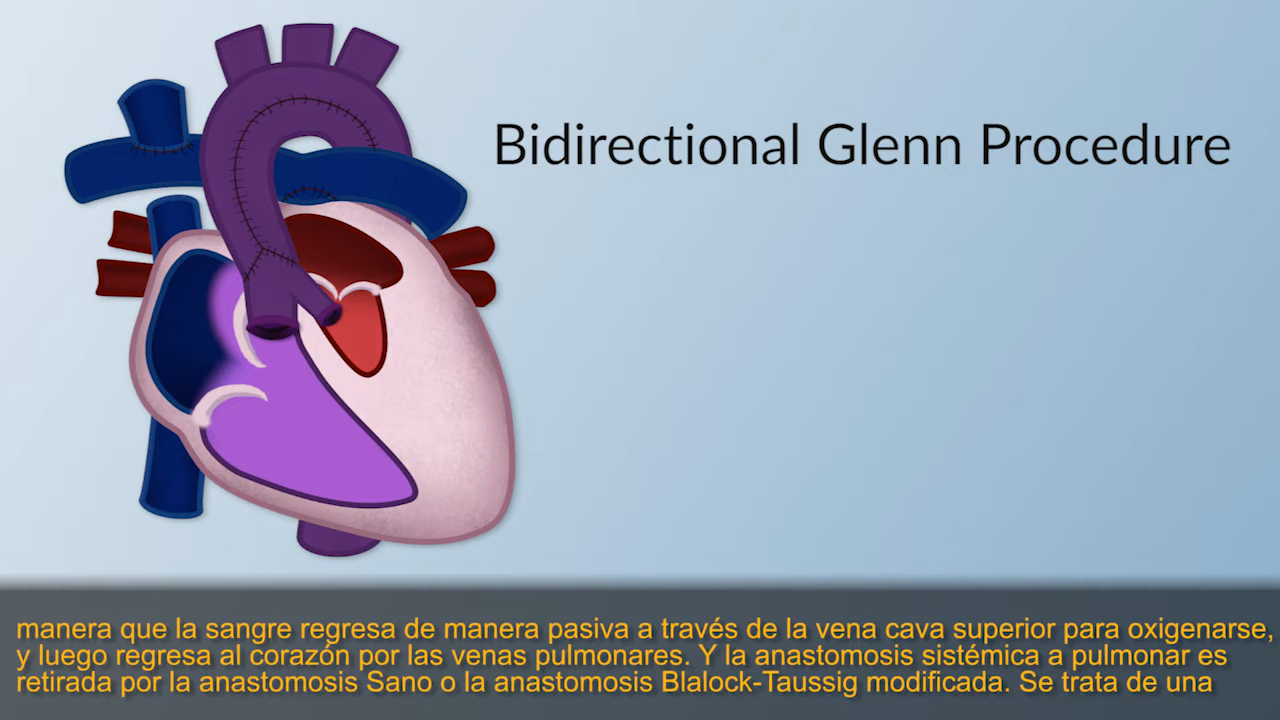 Bidirectional Glenn Procedure
manera que la sangre regresa de manera pasiva a través de la vena cava superior para oxigenarse,
y luego regresa al corazón por las venas pulmonares. Y la anastomosis sistémica a pulmonar es
retirada por la anastomosis Sano o la anastomosis Blalock-Taussig modificada. Se trata de una